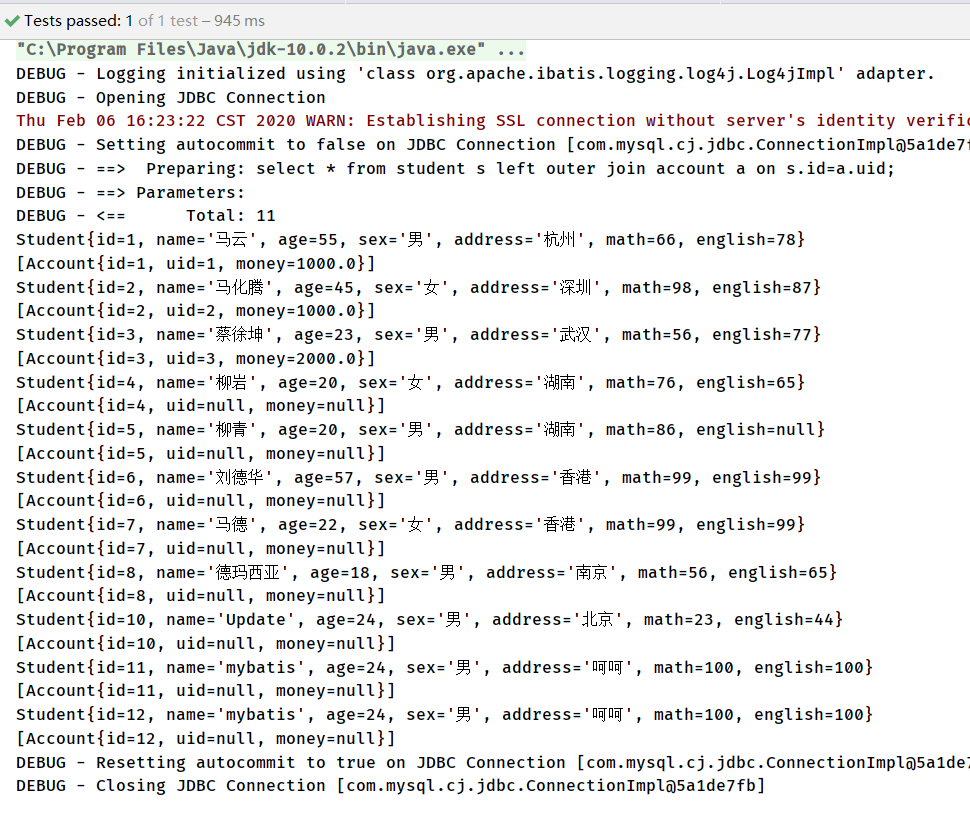 Tests passed: 1 of 1 test – 945 ms
"C:\Program Files\Java\jdk-10.0.2\bin\java.exe" ...
DEBUG - Logging initialized using 'class org.apache.ibatis.logging.log4j.Log4jImpl' adapter.
DEBUG - Opening JDBC Connection
Thu Feb 06 16:23:22 CST 2020 WARN: Establishing SSL connection without server's identity verific
DEBUG - Setting autocommit to false on JDBC Connection [com.mysql.cj.jdbc.ConnectionImpl@5a1de7f
DEBUG - ==>  Preparing: select * from student s left outer join account a on s.id=a.uid;
DEBUG - ==> Parameters:
DEBUG - <==      Total: 11
Student{id=1, name='马云', age=55, sex='男', address='杭州', math=66, english=78}
[Account{id=1, uid=1, money=1000.0}]
Student{id=2, name='马化腾', age=45, sex='女', address='深圳', math=98, english=87}
[Account{id=2, uid=2, money=1000.0}]
Student{id=3, name='蔡徐坤', age=23, sex='男', address='武汉', math=56, english=77}
[Account{id=3, uid=3, money=2000.0}]
Student{id=4, name='柳岩', age=20, sex='女', address='湖南', math=76, english=65}
[Account{id=4, uid=null, money=null}]
Student{id=5, name='柳青', age=20, sex='男', address='湖南', math=86, english=null}
[Account{id=5, uid=null, money=null}]
Student{id=6, name='刘德华', age=57, sex='男', address='香港', math=99, english=99}
[Account{id=6, uid=null, money=null}]
Student{id=7, name='马德', age=22, sex='女', address='香港', math=99, english=99}
[Account{id=7, uid=null, money=null}]
Student{id=8, name='德玛西亚', age=18, sex='男', address='南京', math=56, english=65}
[Account{id=8, uid=null, money=null}]
Student{id=10, name='Update', age=24, sex='男', address='北京', math=23, english=44}
[Account{id=10, uid=null, money=null}]
Student{id=11, name='mybatis', age=24, sex='男', address='呵呵', math=100, english=100}
[Account{id=11, uid=null, money=null}]
Student{id=12, name='mybatis', age=24, sex='男', address='呵呵', math=100, english=100}
[Account{id=12, uid=null, money=null}]
DEBUG - Resetting autocommit to true on JDBC Connection [com.mysql.cj.jdbc.ConnectionImpl@5a1de7
DEBUG - Closing JDBC Connection [com.mysql.cj.jdbc.ConnectionImpl@5a1de7fb]